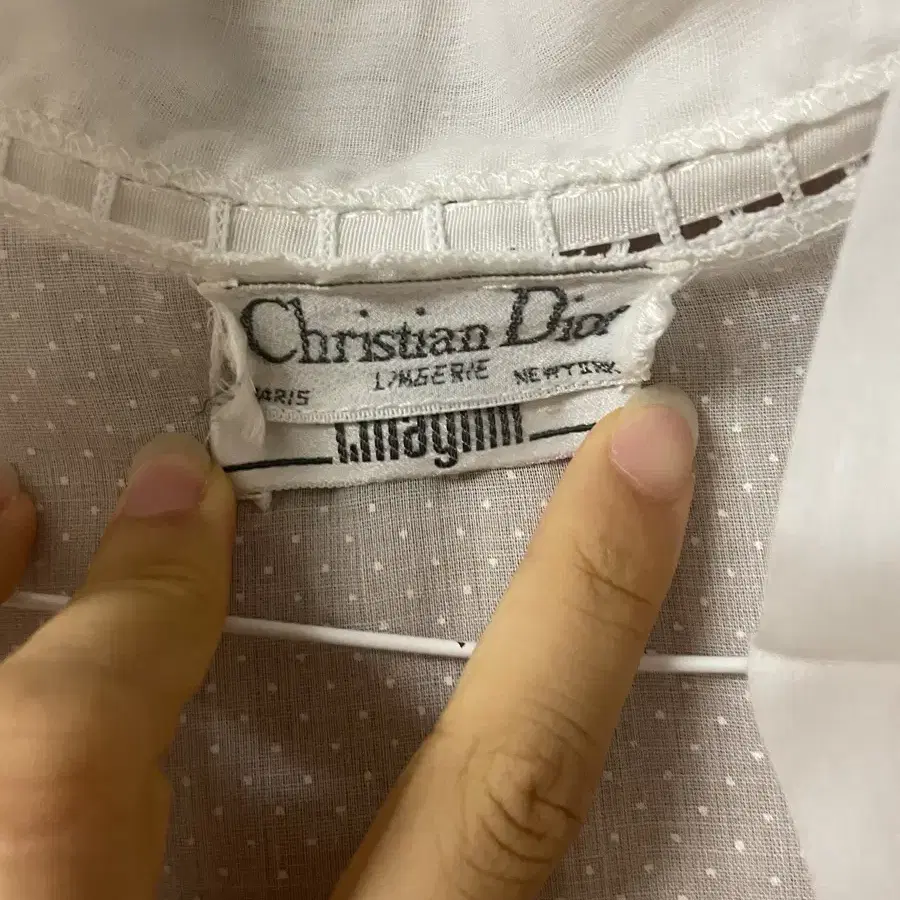 Christian Dior
LINGERIE
PARIS NEW YORK